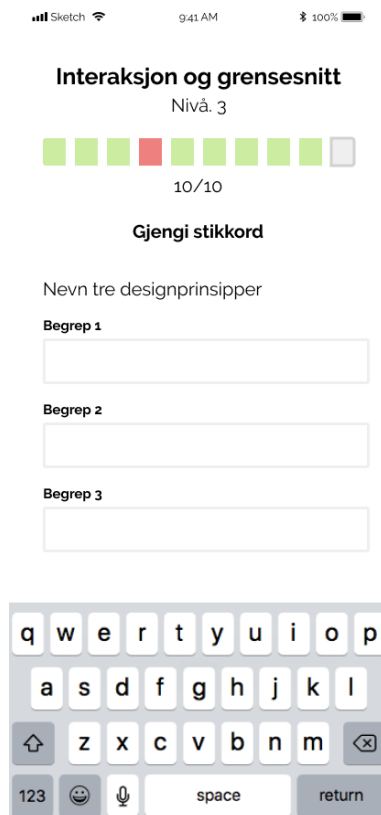 Sketch 9:41 AM 100%
Interaksjon og grensesnitt
Nivå. 3
10/10
Gjengi stikkord
Nevn tre designprinsipper
Begrep 1
Begrep 2
Begrep 3
q w e r t y u i o p
a s d f g h j k l
z x c v b n m
123 space return